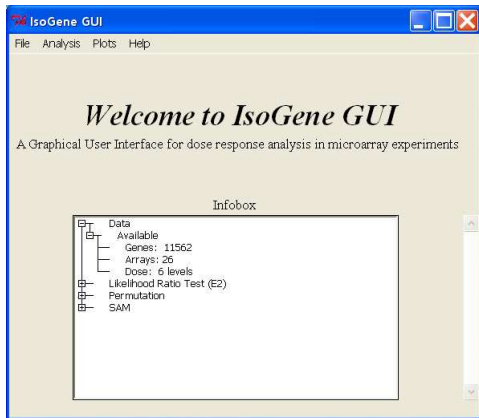 IsoGene GUI
File Analysis Plots Help
Welcome to IsoGene GUI
A Graphical User Interface for dose response analysis in microarray experiments
Infobox
Data
Available
Genes: 11562
Arrays: 26
Dose: 6 levels
Likelihood Ratio Test (E2)
Permutation
SAM